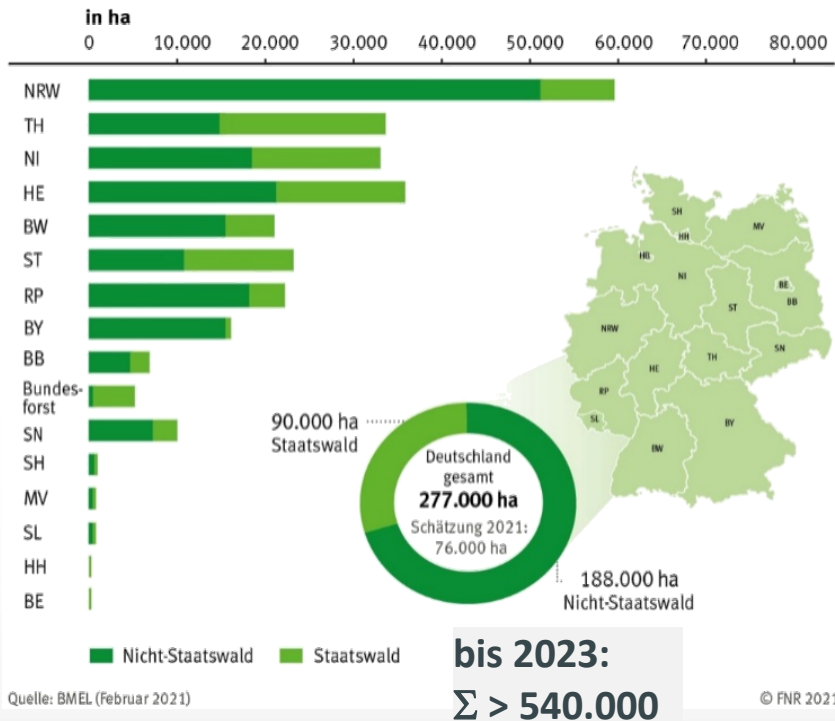 in ha
0 10.000 20.000 30.000 40.000 50.000 60.000 70.000 80.000
NRW
TH
NI
HE
BW
ST
RP
BY
BB
Bundes-
forst
SN
SH
MV
SL
HH
BE
SH
HH
MV
HB
NI
BE
BB
ST
NRW
SN
TH
HE
RP
SL
BY
BW
90.000 ha
Staatswald
Deutschland
gesamt
277.000 ha
Schätzung 2021:
76.000 ha
188.000 ha
Nicht-Staatswald
Nicht-Staatswald Staatswald
bis 2023:
Σ > 540.000
Quelle: BMEL (Februar 2021)
© FNR 2021